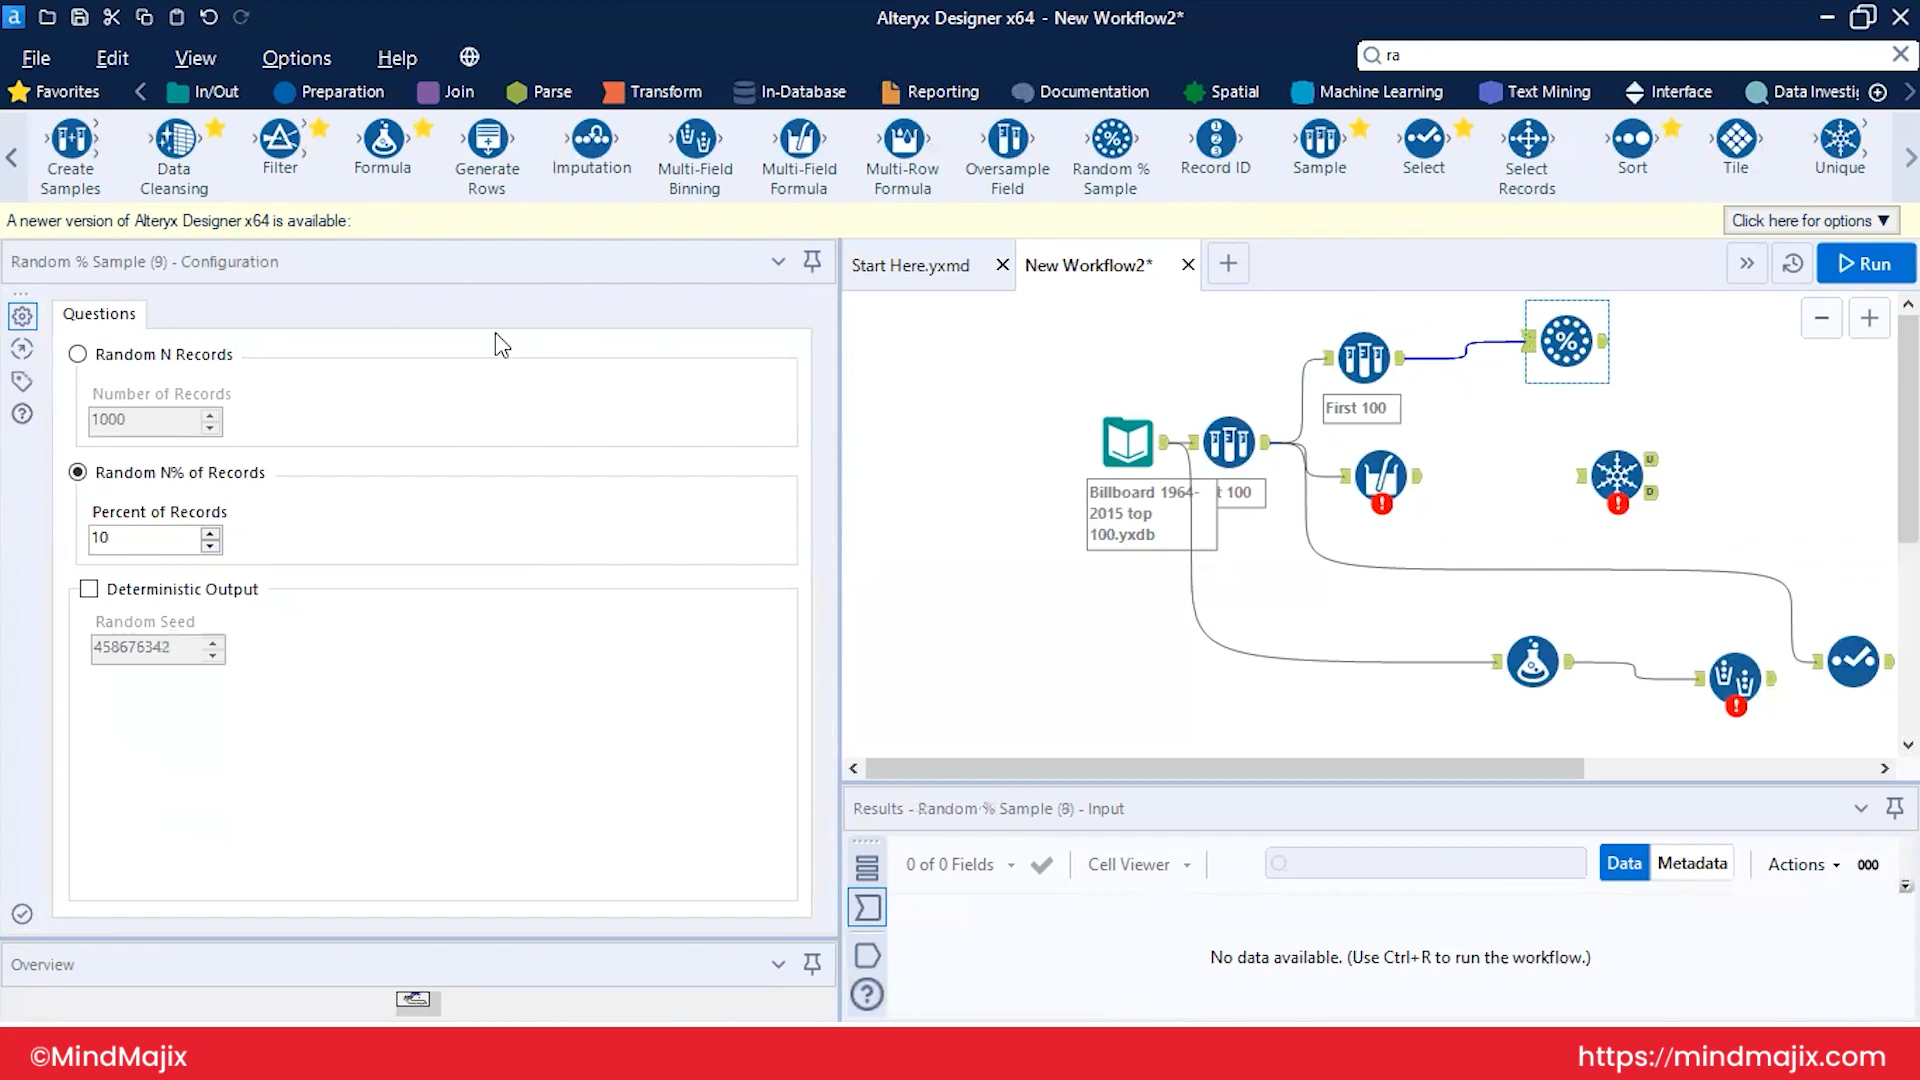 a
Alteryx Designer x64 - New Workflow2*
File Edit View Options Help
ra
Favorites In/Out Preparation Join Parse Transform In-Database Reporting Documentation Spatial Machine Learning Text Mining Interface Data Investi
Create Samples
Data Cleansing
Filter
Formula
Generate Rows
Imputation
Multi-Field Binning
Multi-Field Formula
Multi-Row Formula
Oversample Field
Random % Sample
Record ID
Sample
Select
Select Records
Sort
Tile
Unique
A newer version of Alteryx Designer x64 is available:
Click here for options ▼
Random % Sample (9) - Configuration
Questions
Random N Records
Number of Records
1000
Random N% of Records
Percent of Records
10
Deterministic Output
Random Seed
458676342
Overview
Start Here.yxmd
New Workflow2*
Run
First 100
Billboard 1964-
2015 top
100.yxdb
t 100
%
U
D
Results - Random % Sample (8) - Input
0 of 0 Fields
Cell Viewer
Data Metadata
Actions
000
No data available. (Use Ctrl+R to run the workflow.)
©MindMajix
https://mindmajix.com